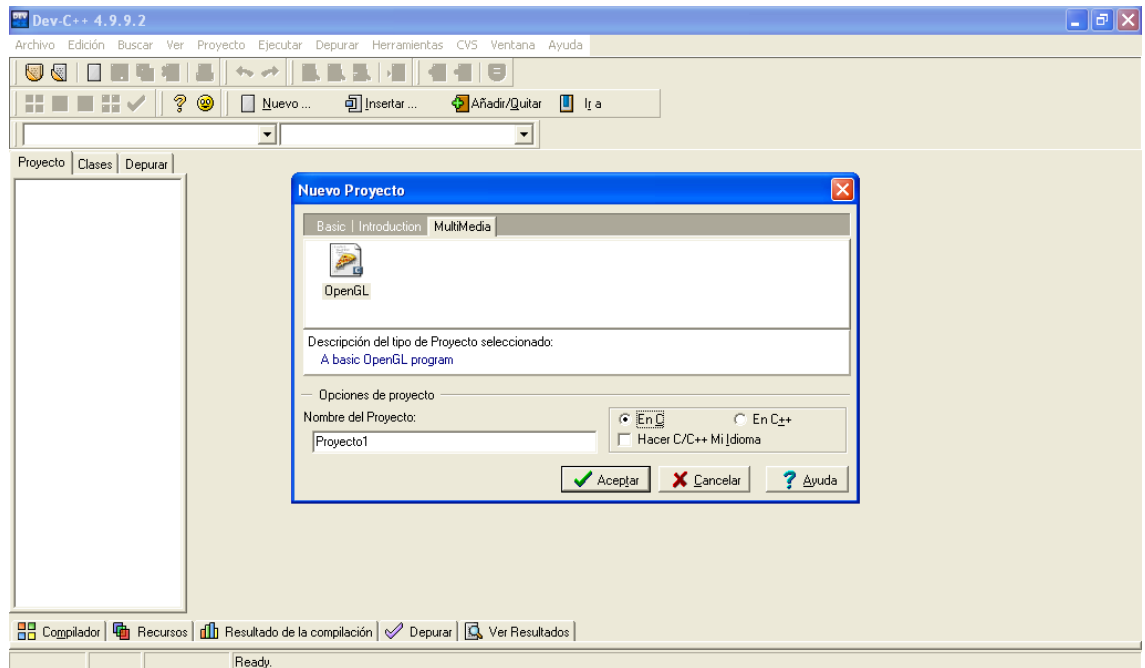 Dev-C++ 4.9.9.2
Archivo Edición Buscar Ver Proyecto Ejecutar Depurar Herramientas CVS Ventana Ayuda
Nuevo ... Insertar ... Añadir/Quitar Ir a
Proyecto Clases Depurar
Nuevo Proyecto
Basic | Introduction MultiMedia
OpenGL
Descripción del tipo de Proyecto seleccionado:
A basic OpenGL program
Opciones de proyecto
Nombre del Proyecto:
En C En C++
Proyecto1
Hacer C/C++ Mi Idioma
Aceptar Cancelar Ayuda
Compilador Recursos Resultado de la compilación Depurar Ver Resultados
Ready.